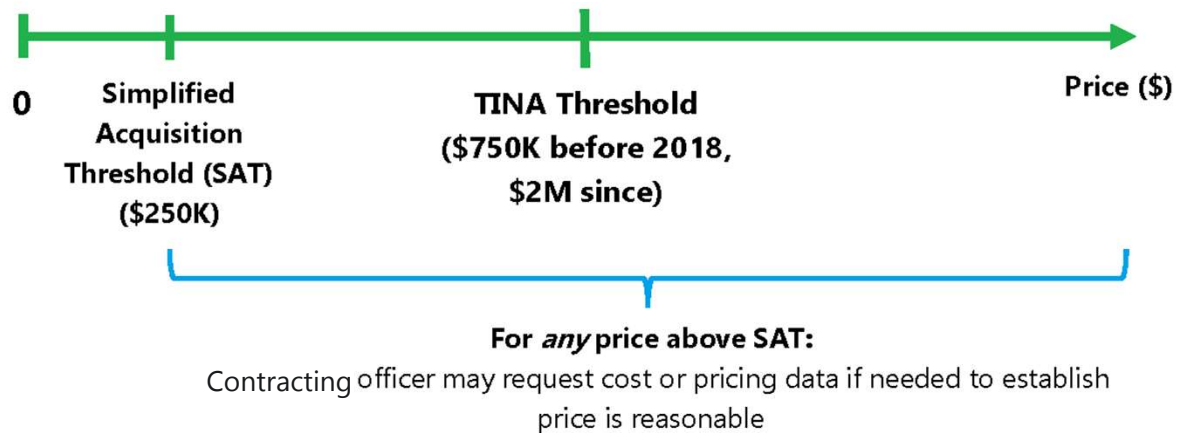 0
Simplified
Acquisition
Threshold (SAT)
($250K)
TINA Threshold
($750K before 2018,
$2M since)
Price ($)
For any price above SAT:
Contracting officer may request cost or pricing data if needed to establish
price is reasonable